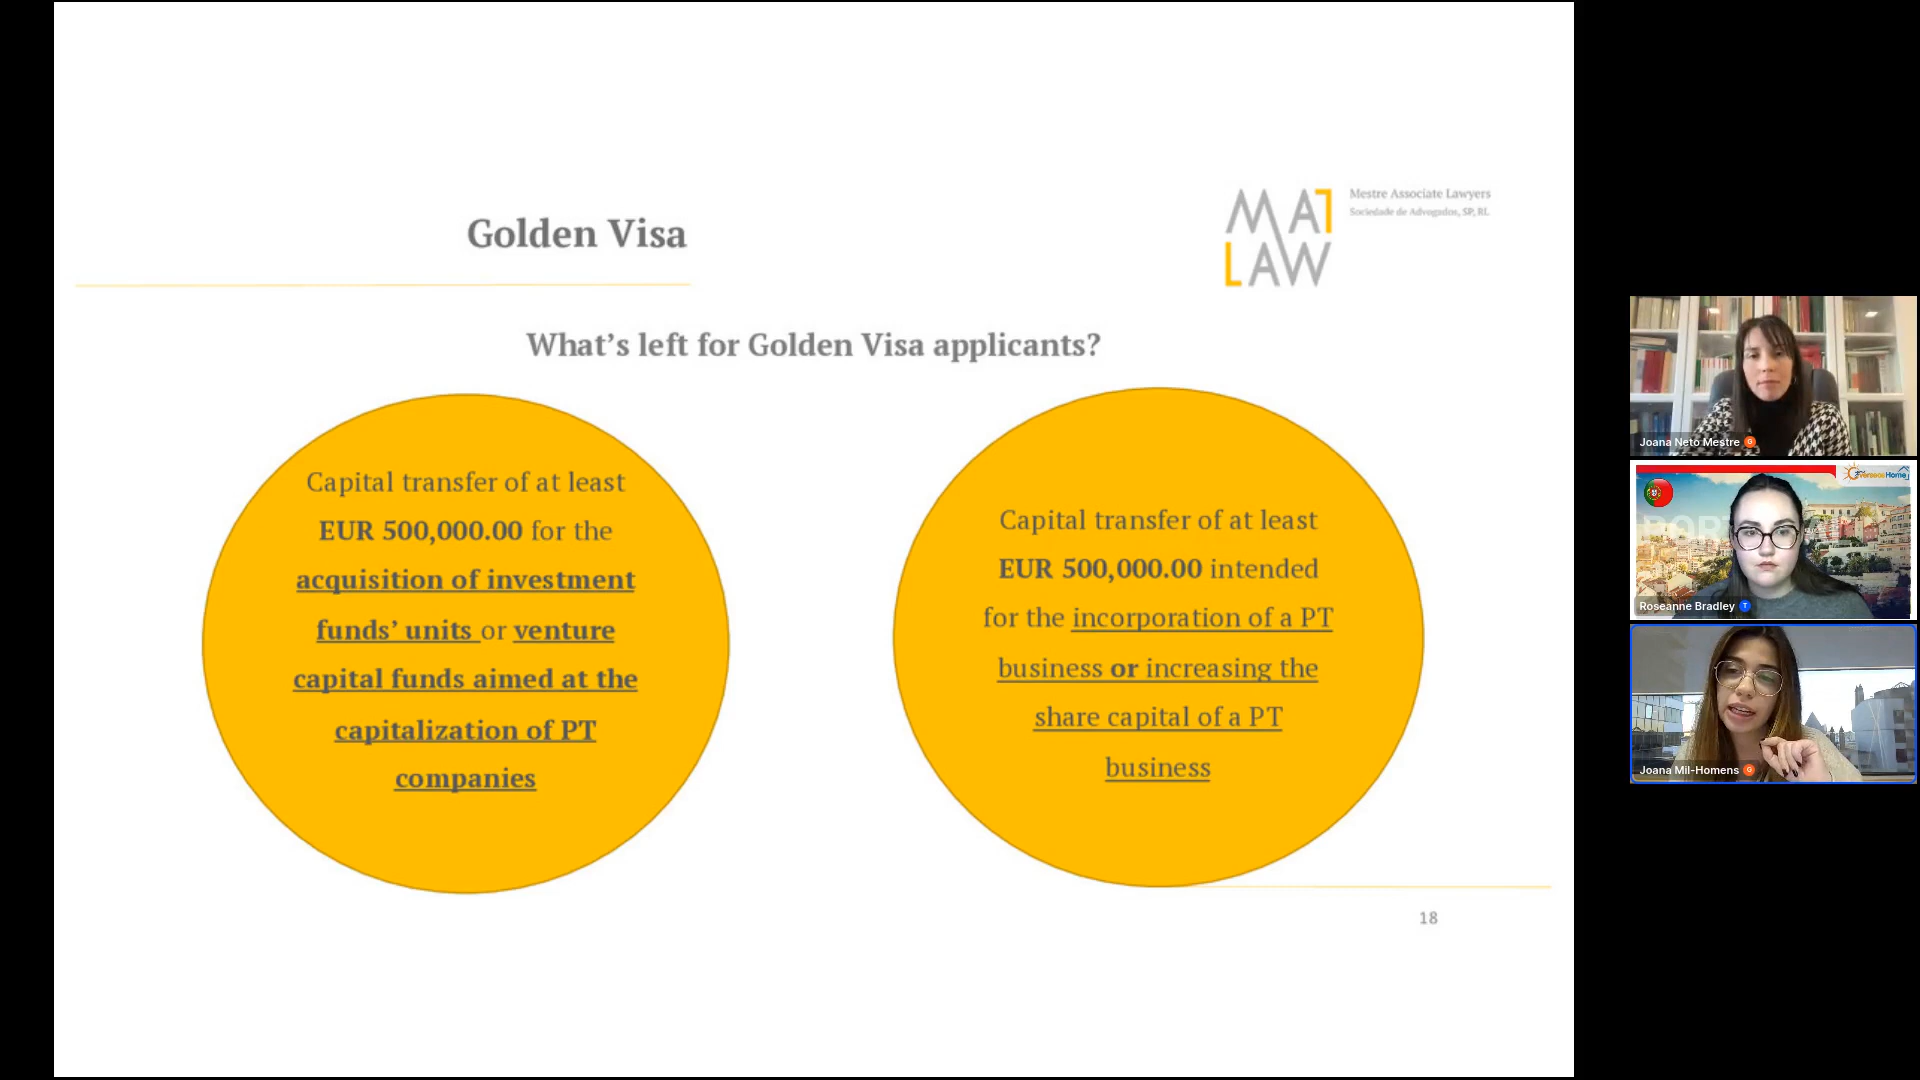 Golden Visa
MAT
LAW
Mestre Associate Lawyers
Sociedade de Advogados, SP, RL
What's left for Golden Visa applicants?
Capital transfer of at least
EUR 500,000.00 for the
acquisition of investment
funds' units or venture
capital funds aimed at the
capitalization of PT
companies
Capital transfer of at least
EUR 500,000.00 intended
for the incorporation of a PT
business or increasing the
share capital of a PT
business
18
Joana Neto Mestre G
Roseanne Bradley T
Joana Mil-Homens G